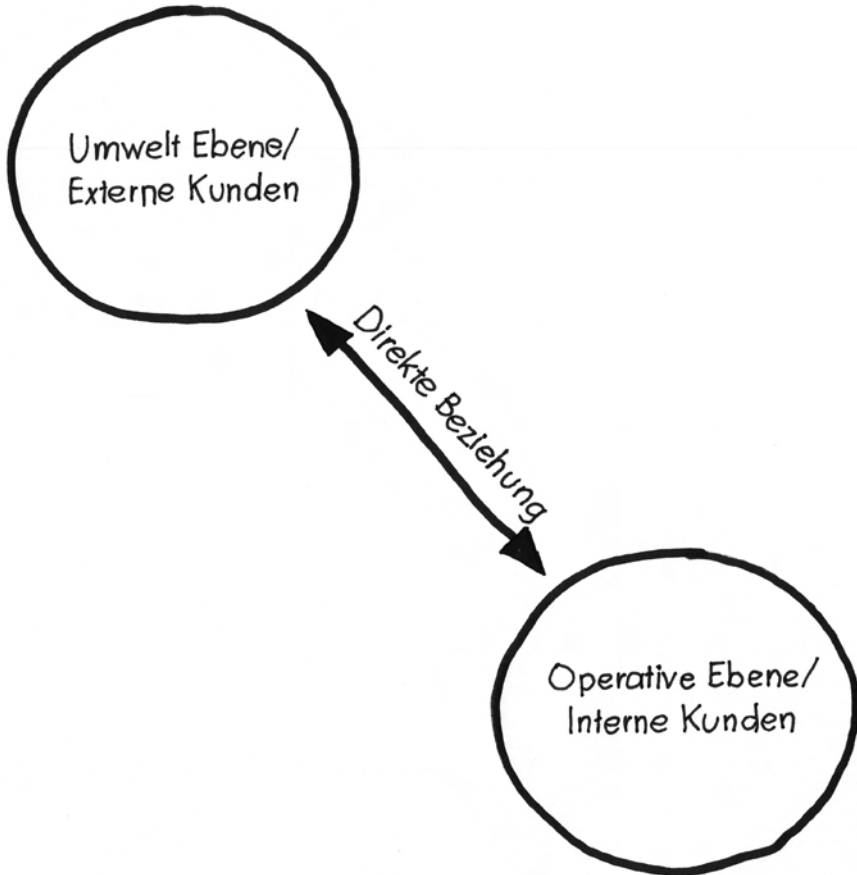 Umwelt Ebene/
Externe Kunden
Direkte Beziehung
Operative Ebene/
Interne Kunden